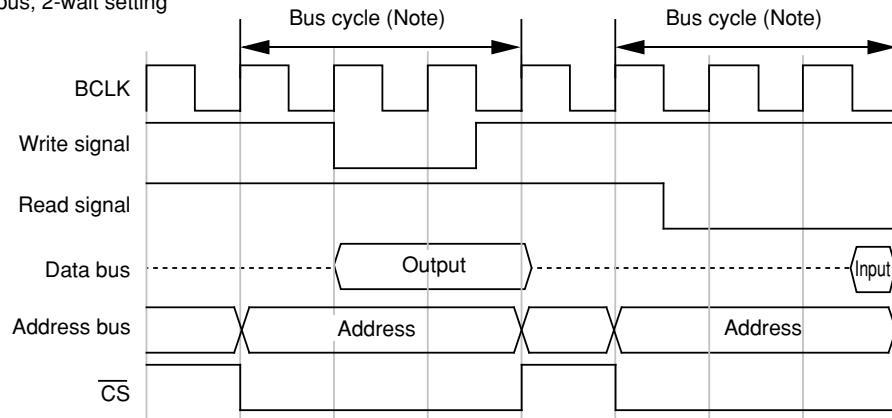 bus, 2-wait setting
Bus cycle (Note) Bus cycle (Note)
BCLK
Write signal
Read signal
Data bus Output Input
Address bus Address Address
CS